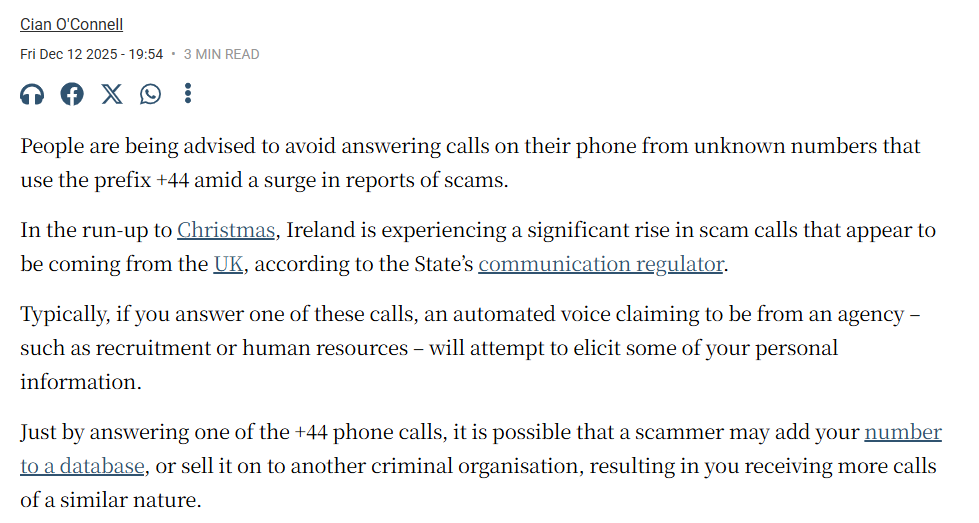 Cian O'Connell
Fri Dec 12 2025 - 19:54 • 3 MIN READ
People are being advised to avoid answering calls on their phone from unknown numbers that
use the prefix +44 amid a surge in reports of scams.
In the run-up to Christmas, Ireland is experiencing a significant rise in scam calls that appear to
be coming from the UK, according to the State’s communication regulator.
Typically, if you answer one of these calls, an automated voice claiming to be from an agency –
such as recruitment or human resources – will attempt to elicit some of your personal
information.
Just by answering one of the +44 phone calls, it is possible that a scammer may add your number
to a database, or sell it on to another criminal organisation, resulting in you receiving more calls
of a similar nature.